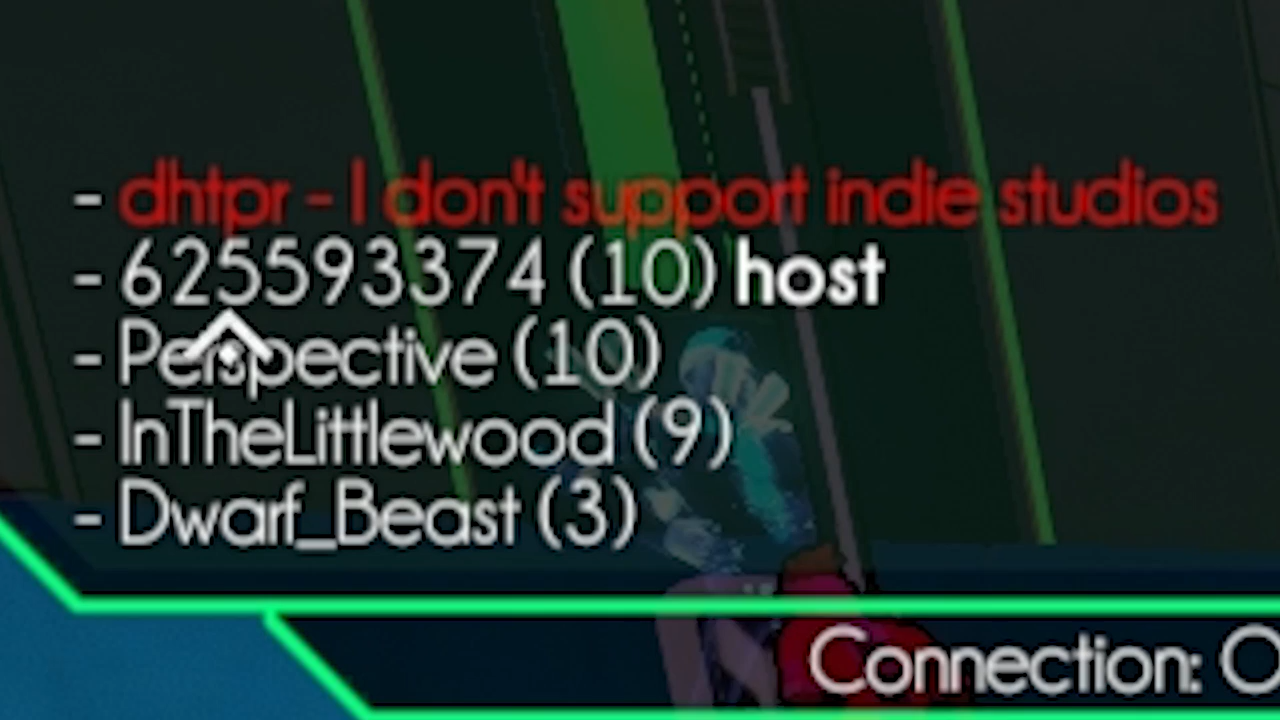 - dhtpr - I don't support indie studios
- 625593374 (10) host
- Perspective (10)
- InTheLittlewood (9)
- Dwarf_Beast (3)
Connection: O